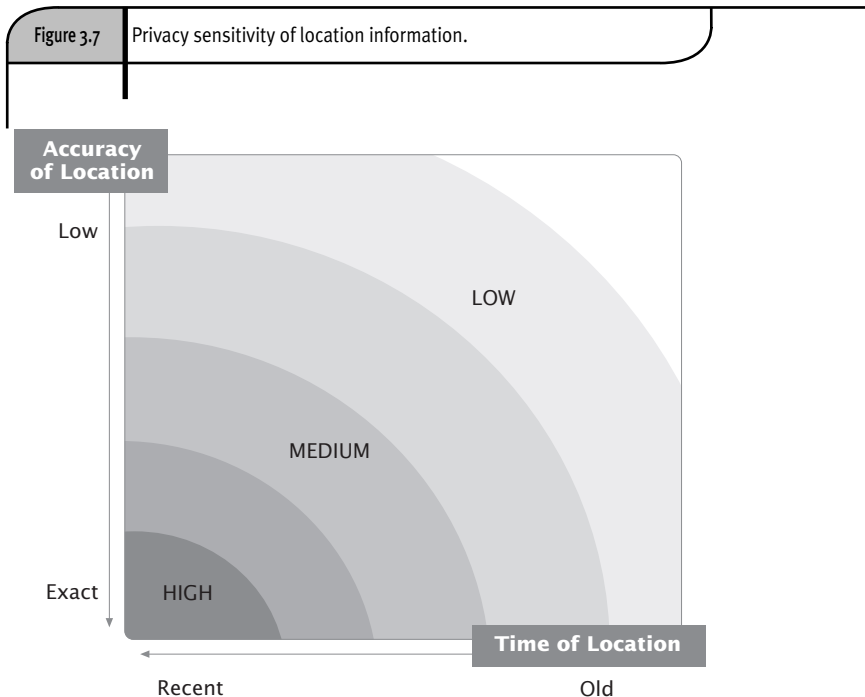 Figure 3.7 Privacy sensitivity of location information.
Accuracy
of Location
Low
LOW
MEDIUM
Exact
HIGH
Time of Location
Recent
Old